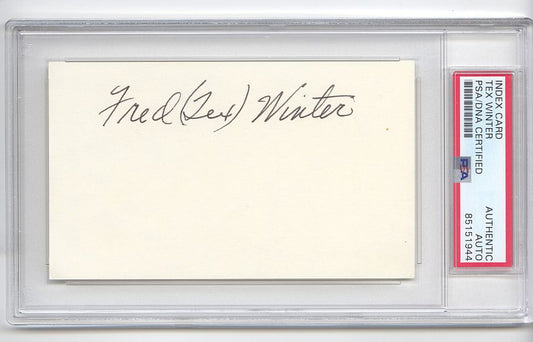 Fred (Tex) Winter
INDEX CARD
TEX WINTER
PSA/DNA CERTIFIED
PSA
AUTHENTIC
AUTO
85151944